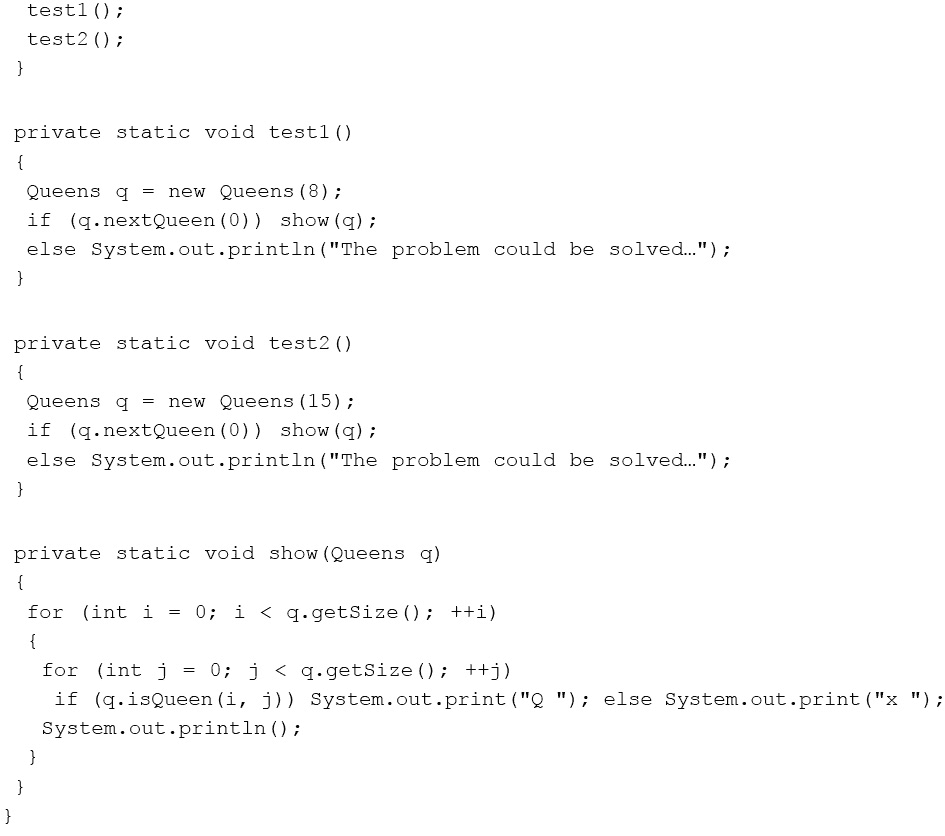 test1();
test2();
}
private static void test1()
{
Queens q = new Queens(8);
if (q.nextQueen(0)) show(q);
else System.out.println("The problem could be solved…");
}
private static void test2()
{
Queens q = new Queens(15);
if (q.nextQueen(0)) show(q);
else System.out.println("The problem could be solved…");
}
private static void show(Queens q)
{
for (int i = 0; i < q.getSize(); ++i)
{
for (int j = 0; j < q.getSize(); ++j)
if (q.isQueen(i, j)) System.out.print("Q "); else System.out.print("x ");
System.out.println();
}
}
}